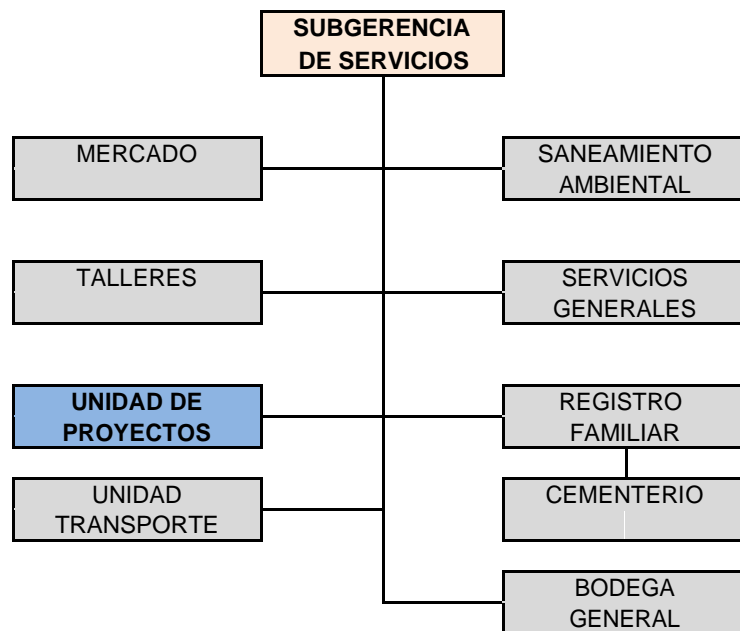 SUBGERENCIA
DE SERVICIOS
MERCADO
SANEAMIENTO
AMBIENTAL
TALLERES
SERVICIOS
GENERALES
UNIDAD DE
PROYECTOS
REGISTRO
FAMILIAR
UNIDAD
TRANSPORTE
CEMENTERIO
BODEGA
GENERAL